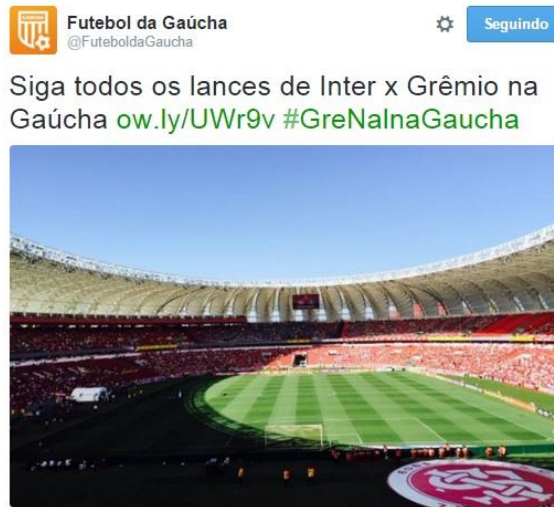 Futebol da Gaúcha
@FuteboldaGaucha
Seguindo
Siga todos os lances de Inter x Grêmio na
Gaúcha ow.ly/UWr9v #GreNalnaGaucha